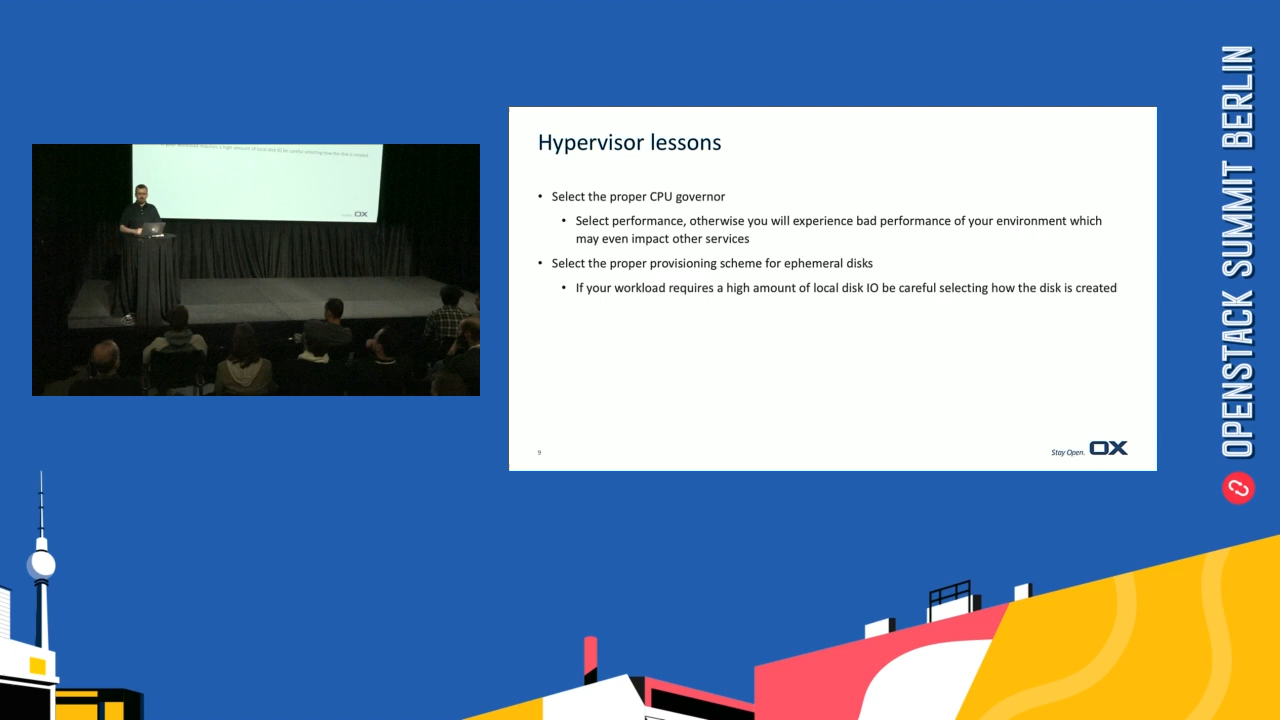 Hypervisor lessons
• Select the proper CPU governor
• Select performance, otherwise you will experience bad performance of your environment which
may even impact other services
• Select the proper provisioning scheme for ephemeral disks
• If your workload requires a high amount of local disk IO be careful selecting how the disk is created
9
Stay Open. OX
OPENSTACK SUMMIT BERLIN
OX